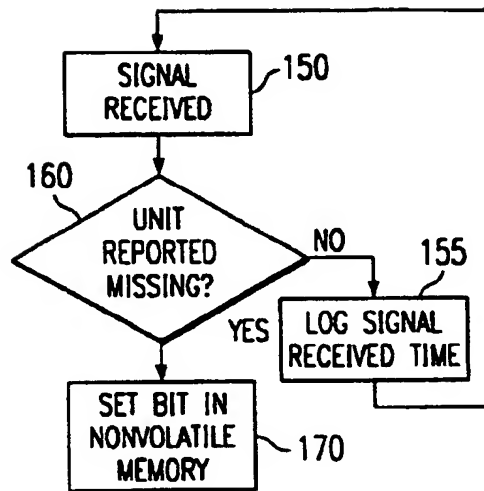 SIGNAL
RECEIVED
150
160
UNIT
REPORTED
MISSING?
NO
155
YES
LOG SIGNAL
RECEIVED TIME
SET BIT IN
NONVOLATILE
MEMORY
170